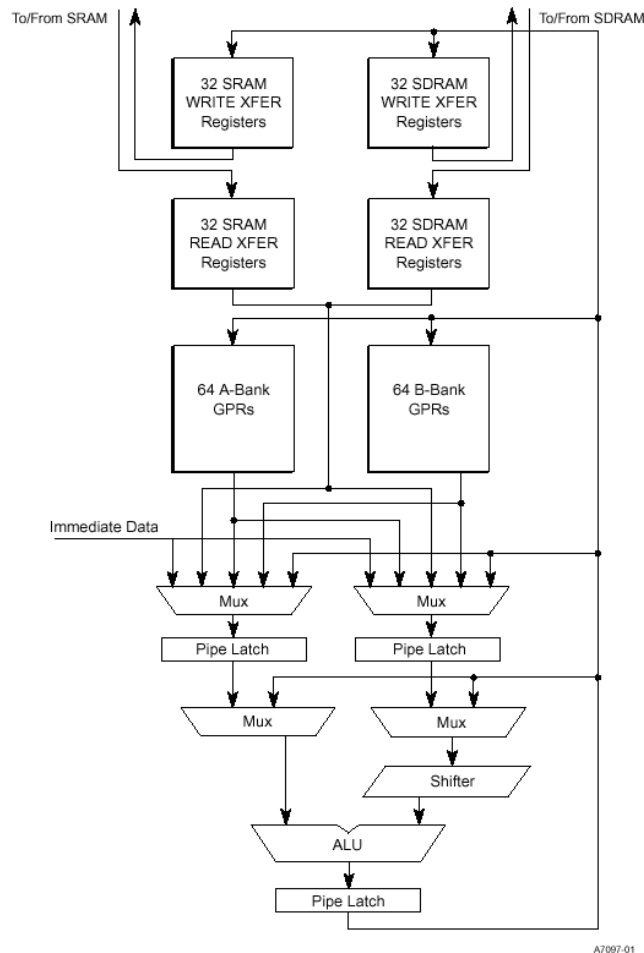 To/From SRAM
To/From SDRAM
32 SRAM
WRITE XFER
Registers
32 SDRAM
WRITE XFER
Registers
32 SRAM
READ XFER
Registers
32 SDRAM
READ XFER
Registers
64 A-Bank
GPRs
64 B-Bank
GPRs
Immediate Data
Mux
Mux
Pipe Latch
Pipe Latch
Mux
Mux
Shifter
ALU
Pipe Latch
A7097-01